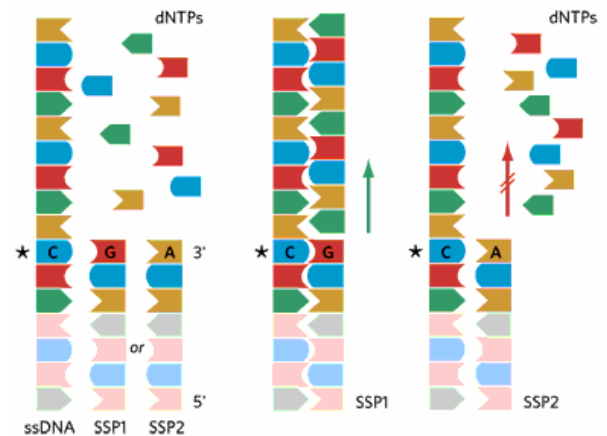 dNTPs
dNTPs
★ C G A 3'
★ C G
★ C A
or
5'
SSP1
SSP2
ssDNA SSP1 SSP2